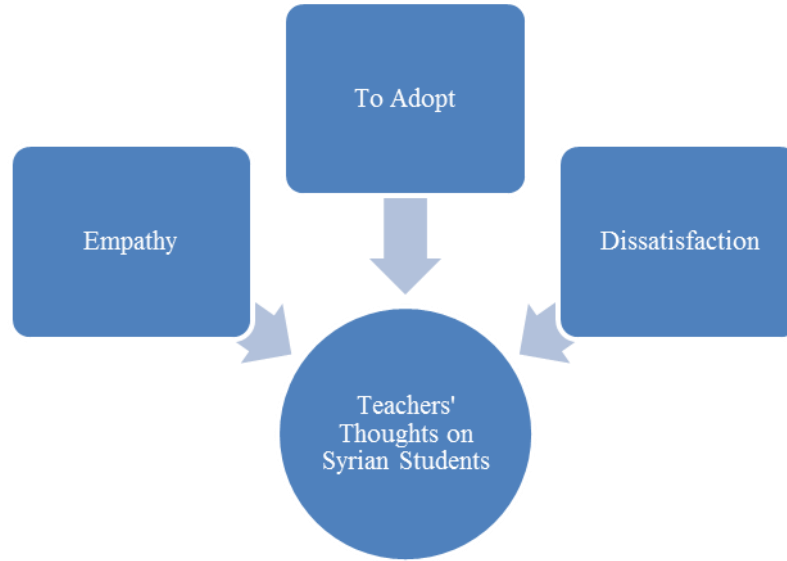 To Adopt
Empathy
Dissatisfaction
Teachers'
Thoughts on
Syrian Students